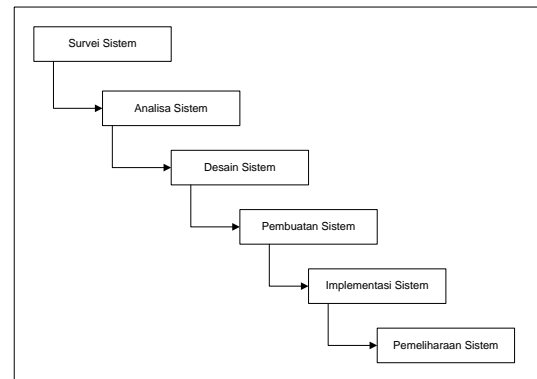 Survei Sistem
Analisa Sistem
Desain Sistem
Pembuatan Sistem
Implementasi Sistem
Pemeliharaan Sistem